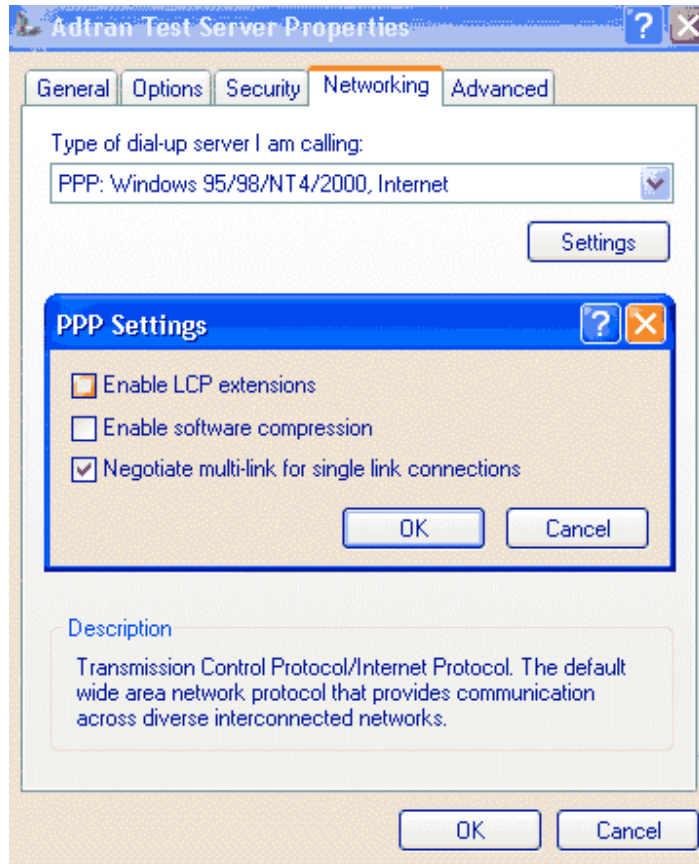 Adtran Test Server Properties
General Options Security Networking Advanced
Type of dial-up server I am calling:
PPP: Windows 95/98/NT4/2000, Internet
Settings
PPP Settings
Enable LCP extensions
Enable software compression
Negotiate multi-link for single link connections
OK Cancel
Description
Transmission Control Protocol/Internet Protocol. The default
wide area network protocol that provides communication
across diverse interconnected networks.
OK Cancel